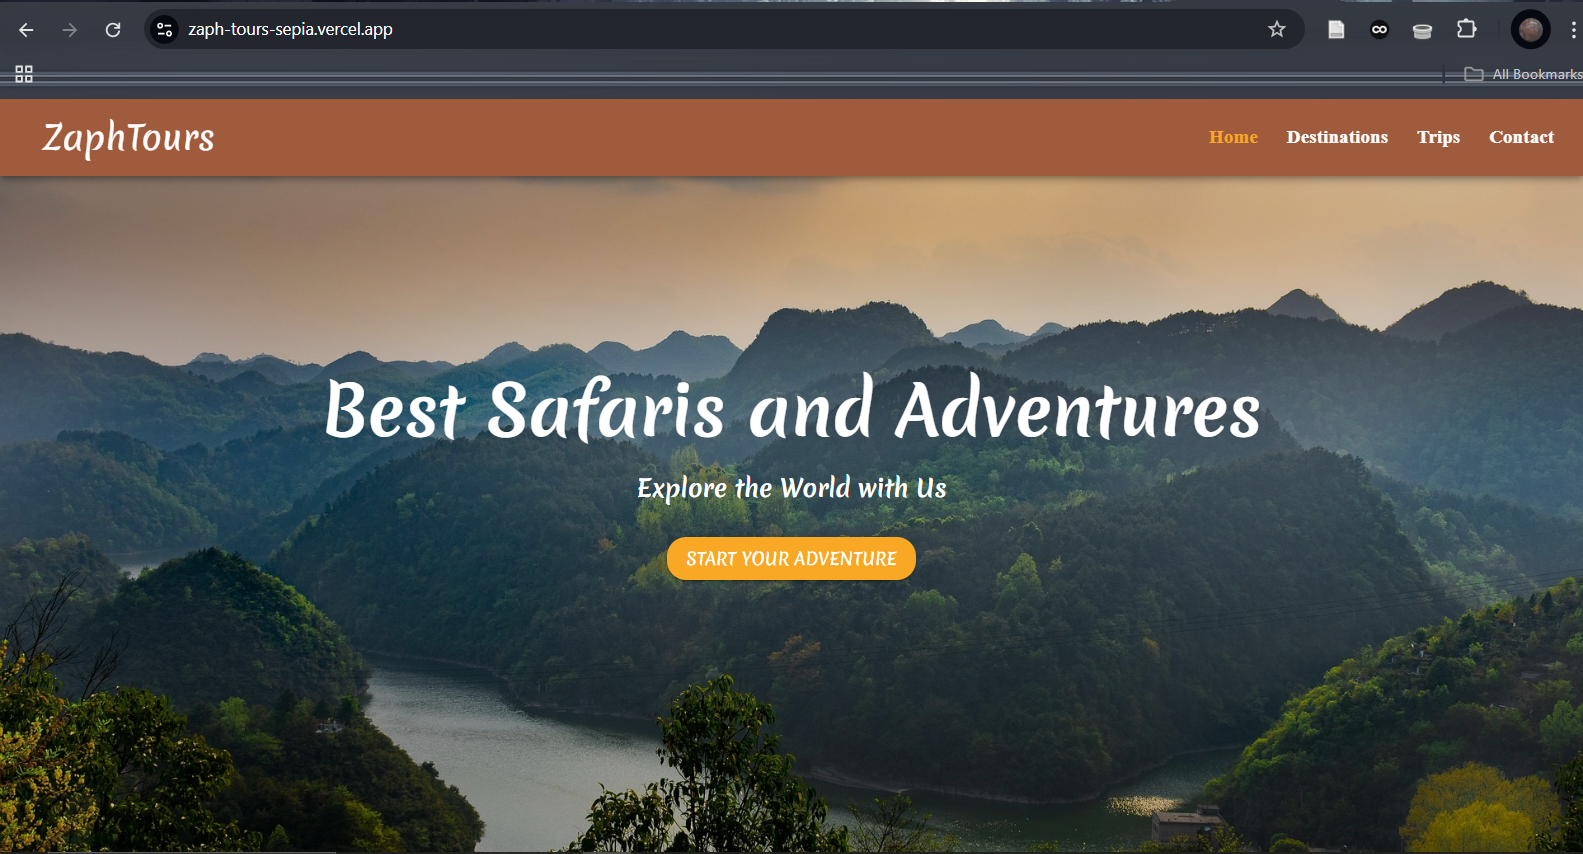 zaph-tours-sepia.vercel.app
All Bookmarks
ZaphTours
Home Destinations Trips Contact
Best Safaris and Adventures
Explore the World with Us
START YOUR ADVENTURE